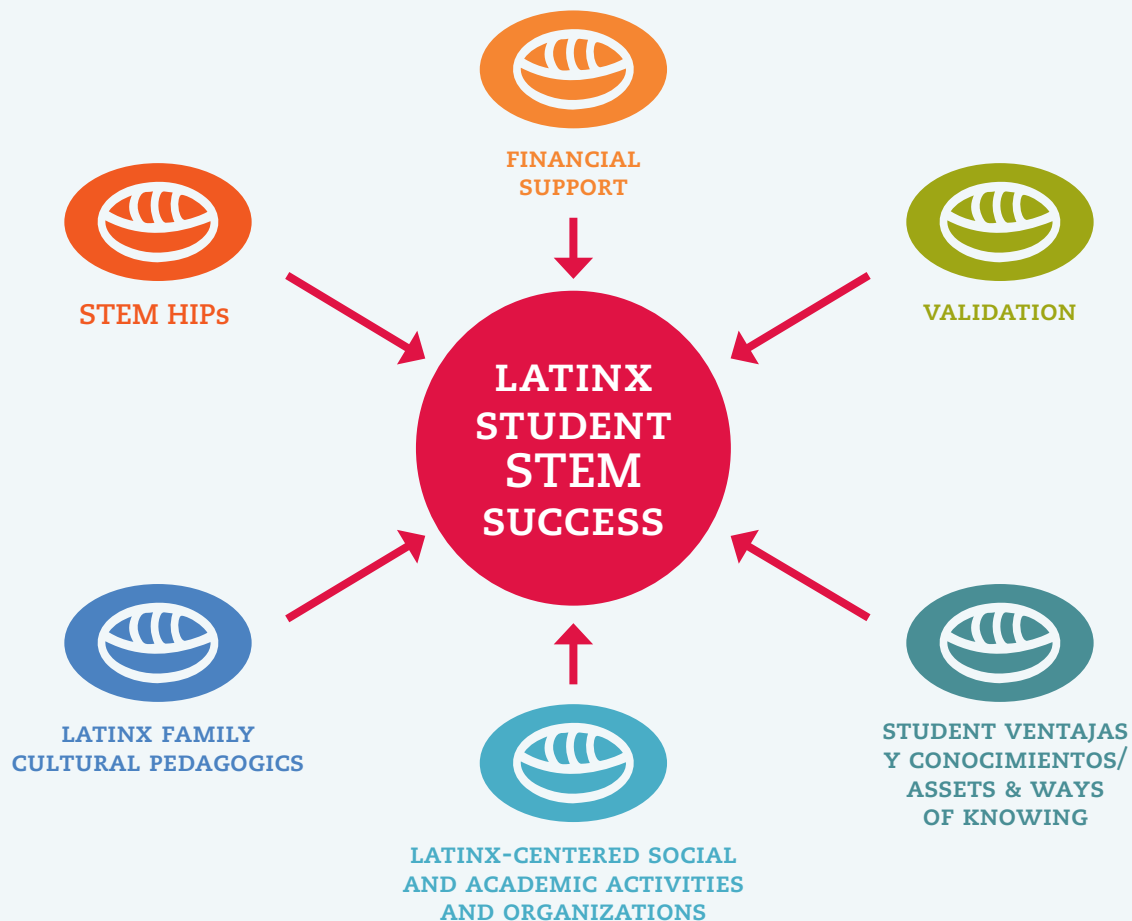 FINANCIAL
SUPPORT
STEM HIPs
VALIDATION
LATINX
STUDENT
STEM
SUCCESS
LATINX FAMILY
CULTURAL PEDAGOGICS
STUDENT VENTAJAS
Y CONOCIMIENTOS/
ASSETS & WAYS
OF KNOWING
LATINX-CENTERED SOCIAL
AND ACADEMIC ACTIVITIES
AND ORGANIZATIONS